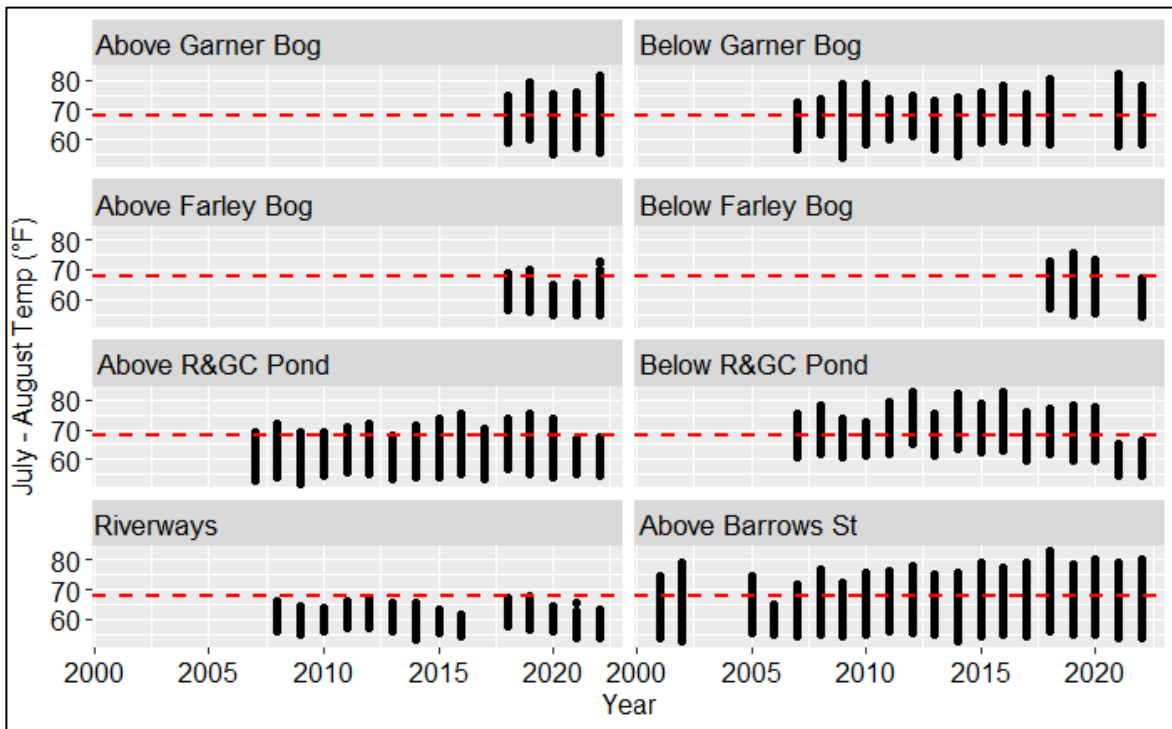 Above Garner Bog
Below Garner Bog
80
70
60
Above Farley Bog
Below Farley Bog
80
70
60
Above R&GC Pond
Below R&GC Pond
80
70
60
Riverways
Above Barrows St
80
70
60
2000 2005 2010 2015 2020 2000 2005 2010 2015 2020
Year
July - August Temp (°F)